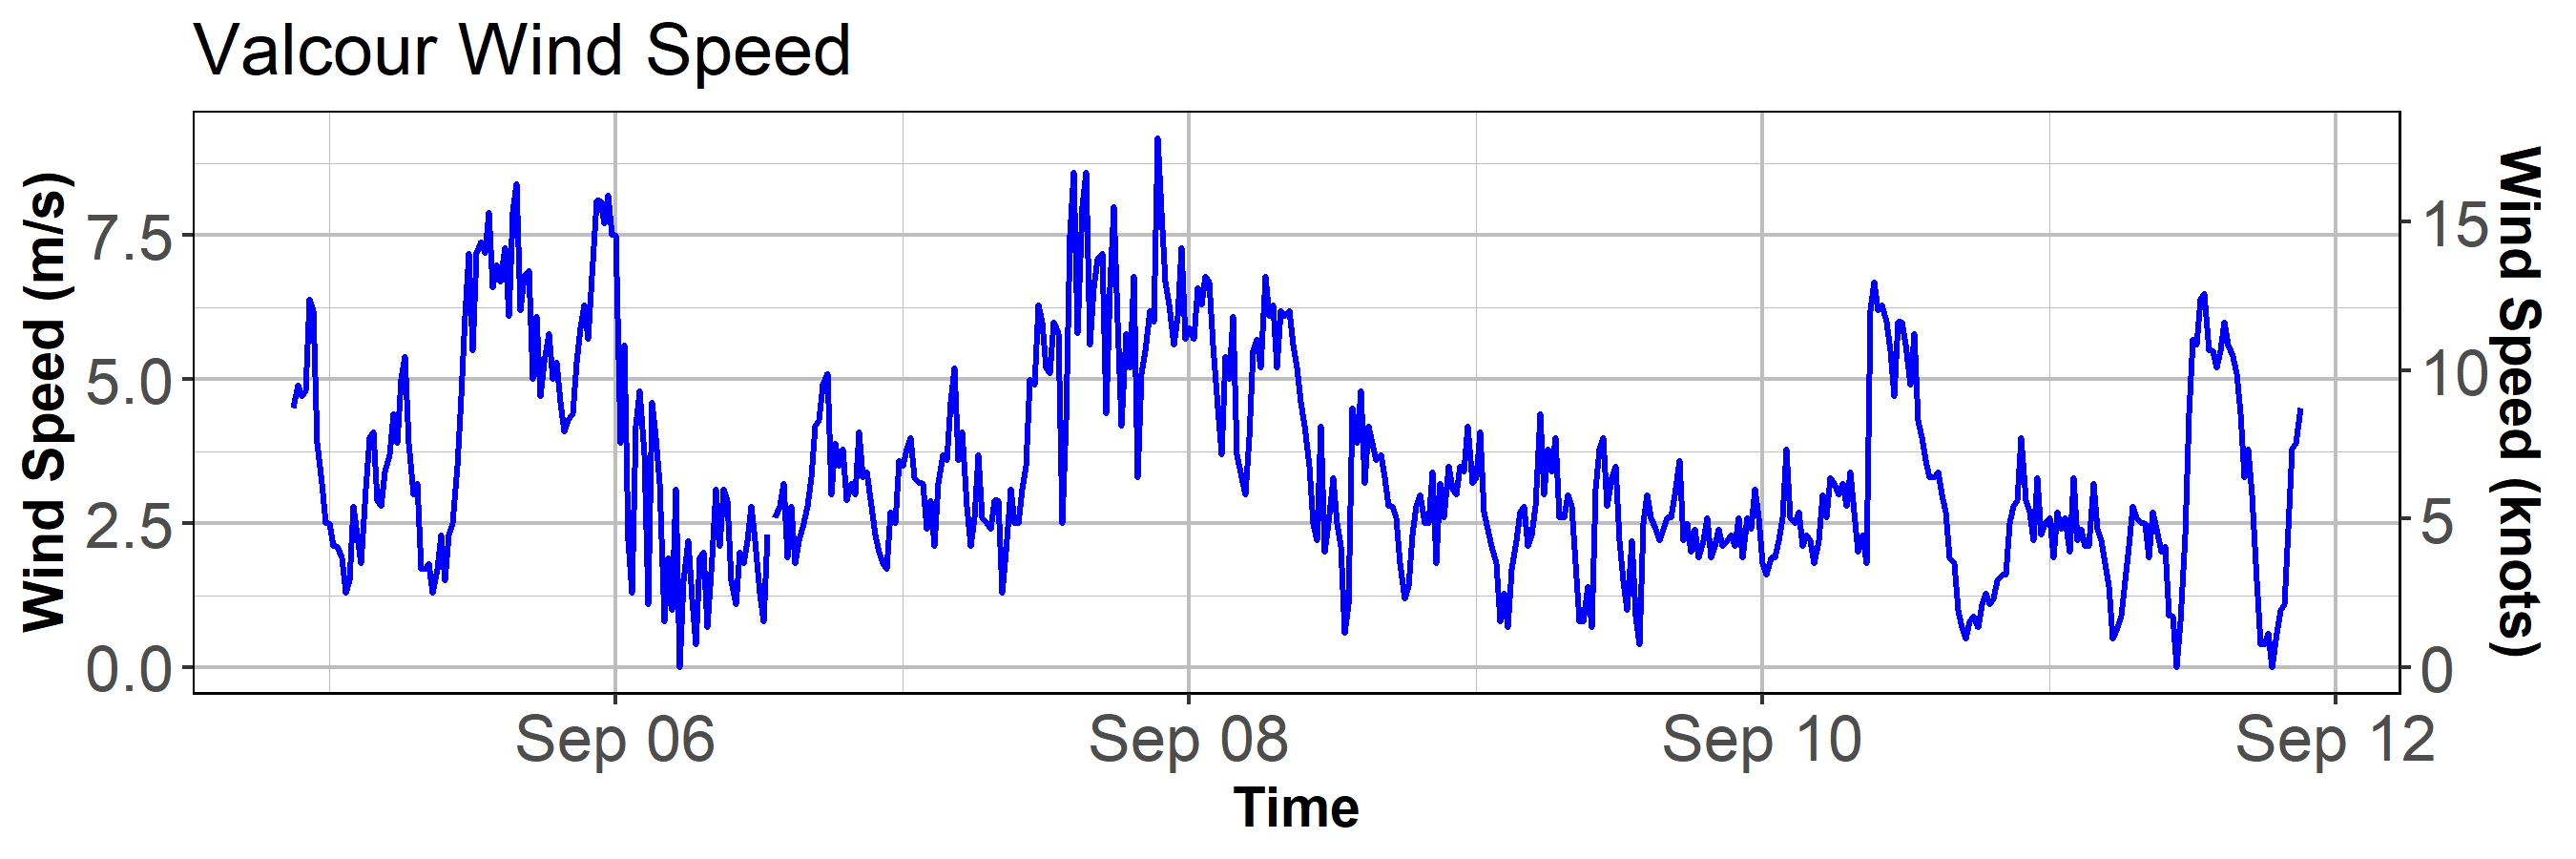 Valcour Wind Speed
Wind Speed (m/s)
7.5
5.0
2.5
0.0
15
10
5
0
Wind Speed (knots)
Sep 06
Sep 08
Sep 10
Sep 12
Time